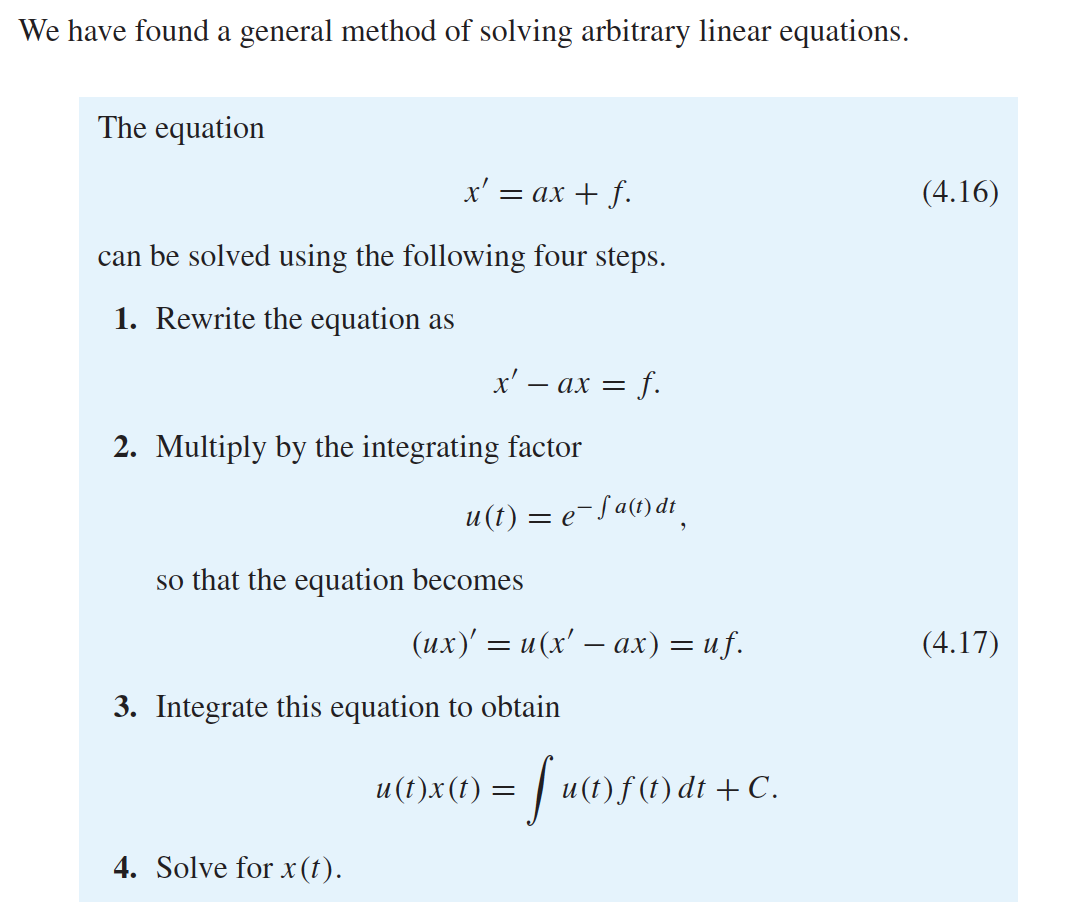 We have found a general method of solving arbitrary linear equations.
The equation
x′ = ax + f. (4.16)
can be solved using the following four steps.
1. Rewrite the equation as
x′ − ax = f.
2. Multiply by the integrating factor
u(t) = e^{−∫ a(t) dt},
so that the equation becomes
(ux)′ = u(x′ − ax) = uf. (4.17)
3. Integrate this equation to obtain
u(t)x(t) = ∫ u(t)f(t) dt + C.
4. Solve for x(t).